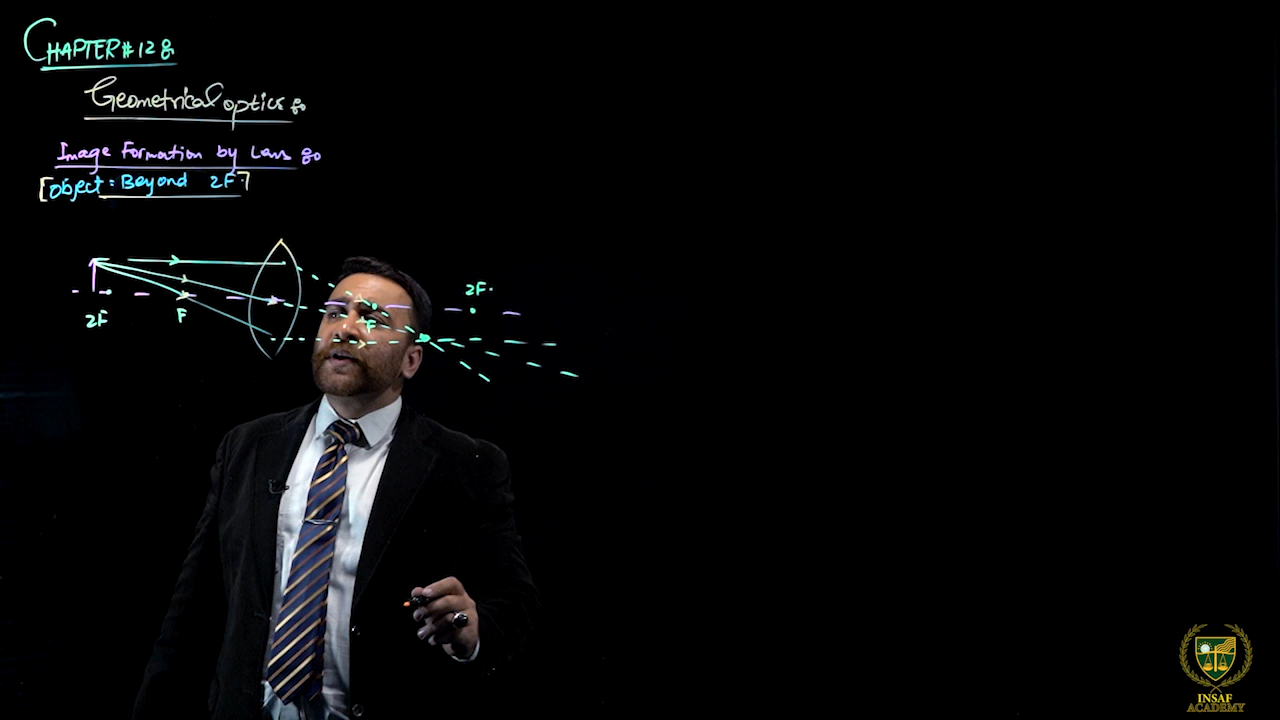 CHAPTER # 12 :
Geometrical optics :
Image Formation by Lens :
[Object : Beyond 2F.]
2F.
2F
F
F
INSAF
ACADEMY